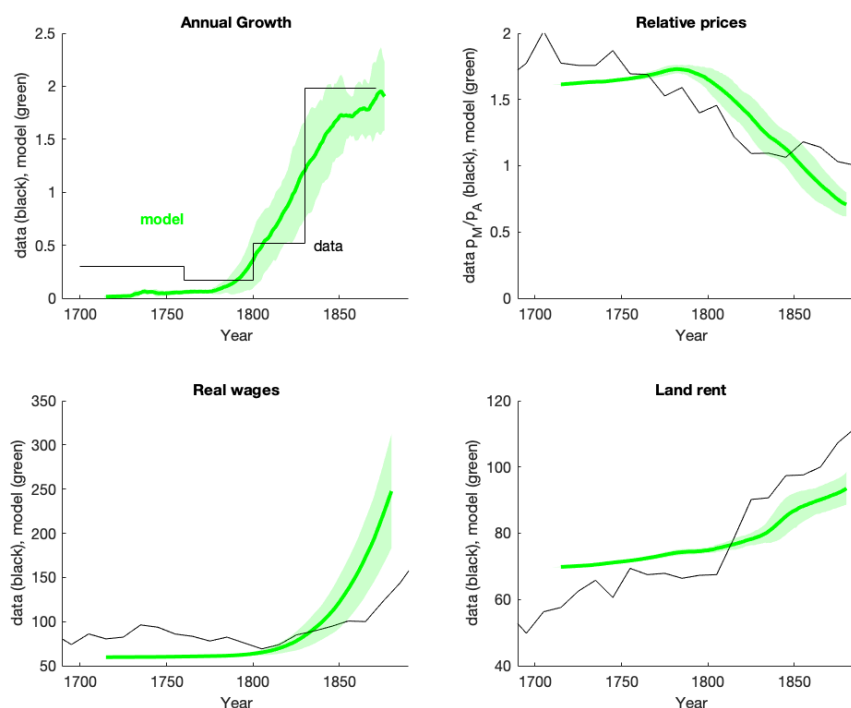 Annual Growth
data (black), model (green)
2.5
2
1.5
1
0.5
0
model
data
1700
1750
1800
1850
Year
Relative prices
data p_M/p_A (black), model (green)
2
1.5
1
0.5
0
1700
1750
1800
1850
Year
Real wages
data (black), model (green)
350
300
250
200
150
100
50
1700
1750
1800
1850
Year
Land rent
data (black), model (green)
120
100
80
60
40
1700
1750
1800
1850
Year